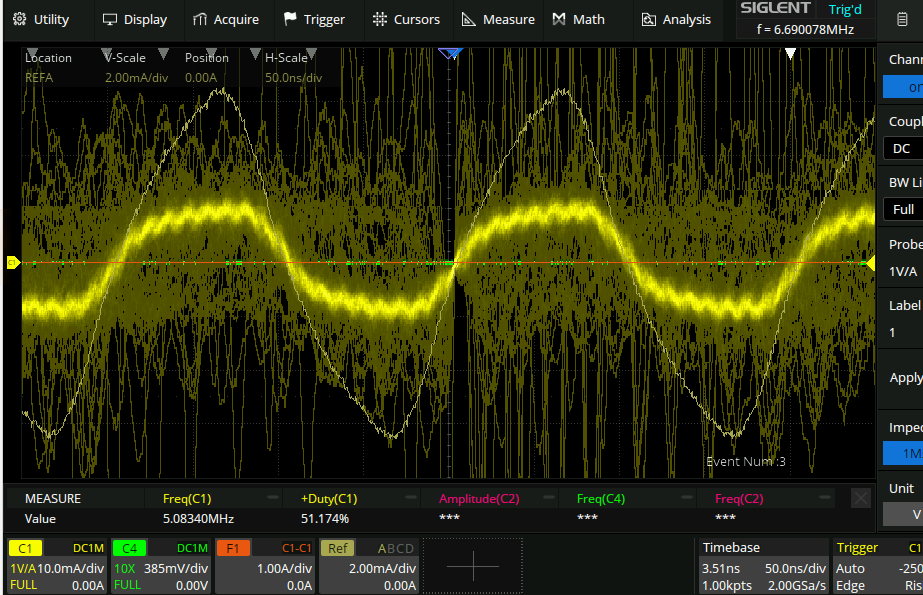 Utility Display Acquire Trigger Cursors Measure Math Analysis
SIGLENT Trig'd
f = 6.690078MHz
Location V-Scale Position H-Scale
REFA 2.00mA/div 0.00A 50.0ns/div
Chann
on
Coupl
DC
BW Li
Full
Probe
1V/A
Label
1
Apply
Imped
1M
Unit
V
Event Num :3
MEASURE Freq(C1) +Duty(C1) Amplitude(C2) Freq(C4) Freq(C2)
Value 5.08340MHz 51.174% *** *** ***
C1 DC1M C4 DC1M F1 C1-C1 Ref ABCD Timebase Trigger C1
1V/A 10.0mA/div 10X 385mV/div 1.00A/div 2.00mA/div 3.51ns 50.0ns/div Auto -250
FULL 0.00A FULL 0.00V 0.0A 0.00A 1.00kpts 2.00GSa/s Edge Ris